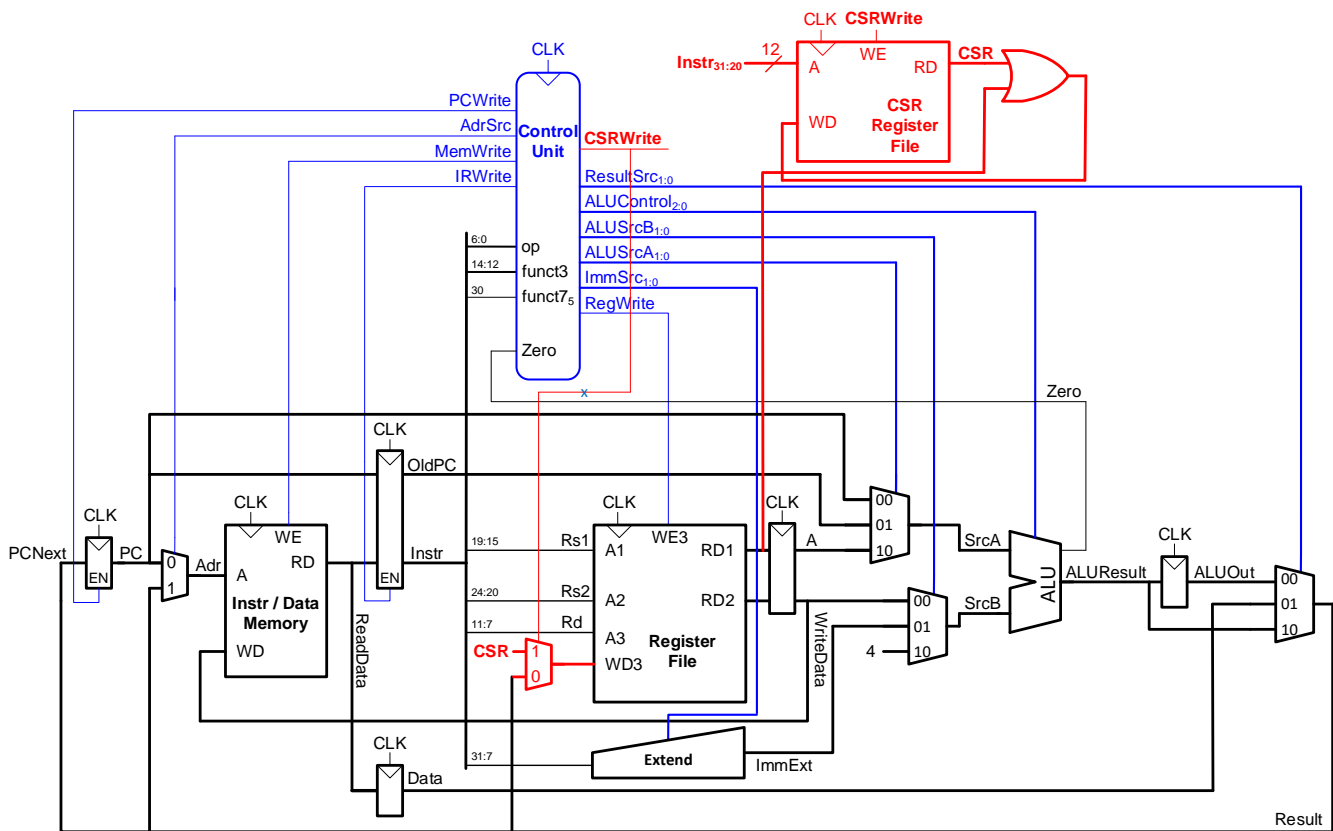 CLK
CSRWrite
CLK
12
Instr31:20
A
WE
RD
CSR
PCWrite
AdrSrc
MemWrite
IRWrite
Control
Unit
CSRWrite
WD
CSR
Register
File
ResultSrc1:0
ALUControl2:0
ALUSrcB1:0
ALUSrcA1:0
ImmSrc1:0
RegWrite
6:0
op
14:12
funct3
30
funct75
Zero
x
Zero
CLK
OldPC
CLK
CLK
CLK
CLK
00
01
10
PCNext
EN
PC
0
1
Adr
WE
A
RD
Instr / Data
Memory
WD
EN
Instr
19:15
Rs1
A1
WE3
RD1
A
SrcA
24:20
Rs2
A2
RD2
11:7
Rd
A3
Register
File
WD3
CSR
1
0
ReadData
WriteData
00
01
10
4
SrcB
ALU
ALUResult
CLK
ALUOut
00
01
10
31:7
Extend
ImmExt
CLK
Data
Result